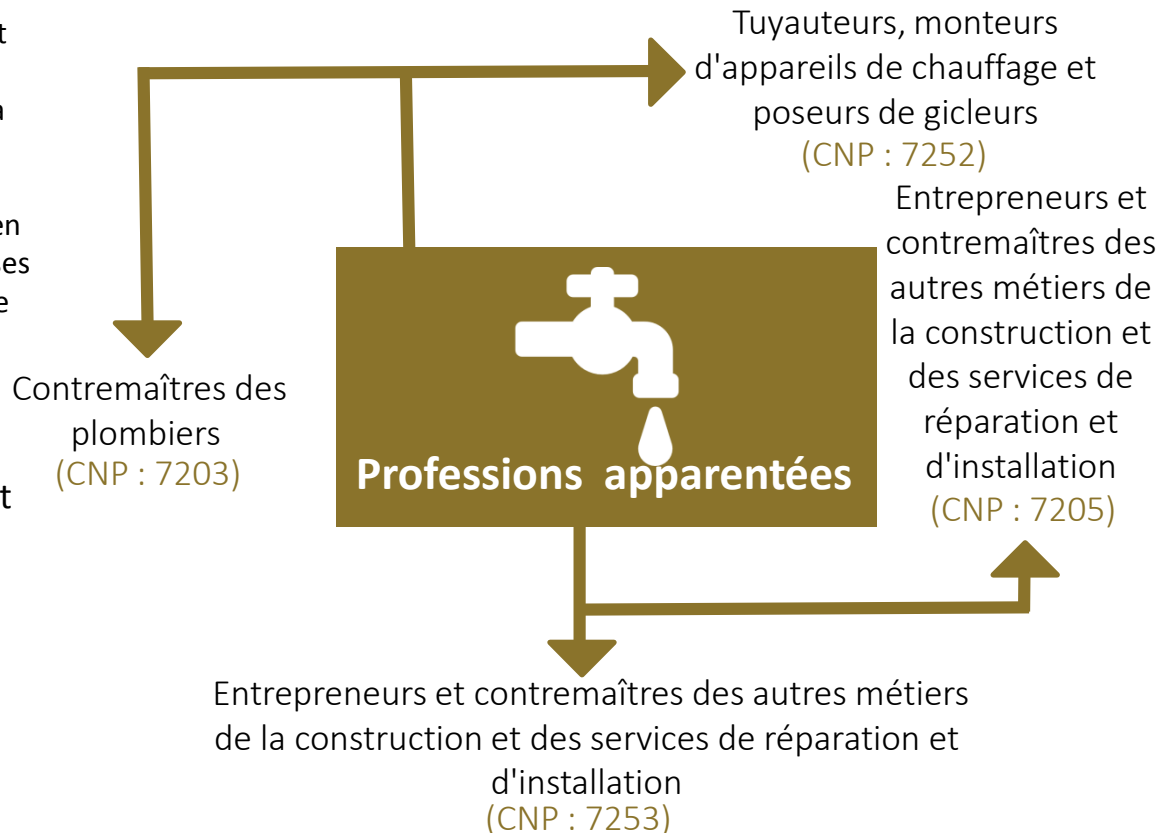 t
a
en
ses
e
t
Tuyauteurs, monteurs
d'appareils de chauffage et
poseurs de gicleurs
(CNP : 7252)
Entrepreneurs et
contremaîtres des
autres métiers de
la construction et
des services de
réparation et
d'installation
(CNP : 7205)
Contremaîtres des
plombiers
(CNP : 7203)
Professions apparentées
Entrepreneurs et contremaîtres des autres métiers
de la construction et des services de réparation et
d'installation
(CNP : 7253)